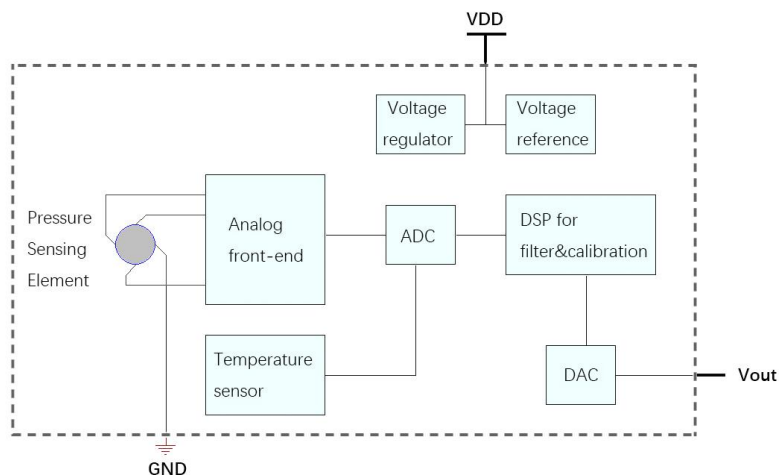 VDD
Voltage
regulator
Voltage
reference
Pressure
Sensing
Element
Analog
front-end
ADC
DSP for
filter&calibration
Temperature
sensor
DAC
Vout
GND